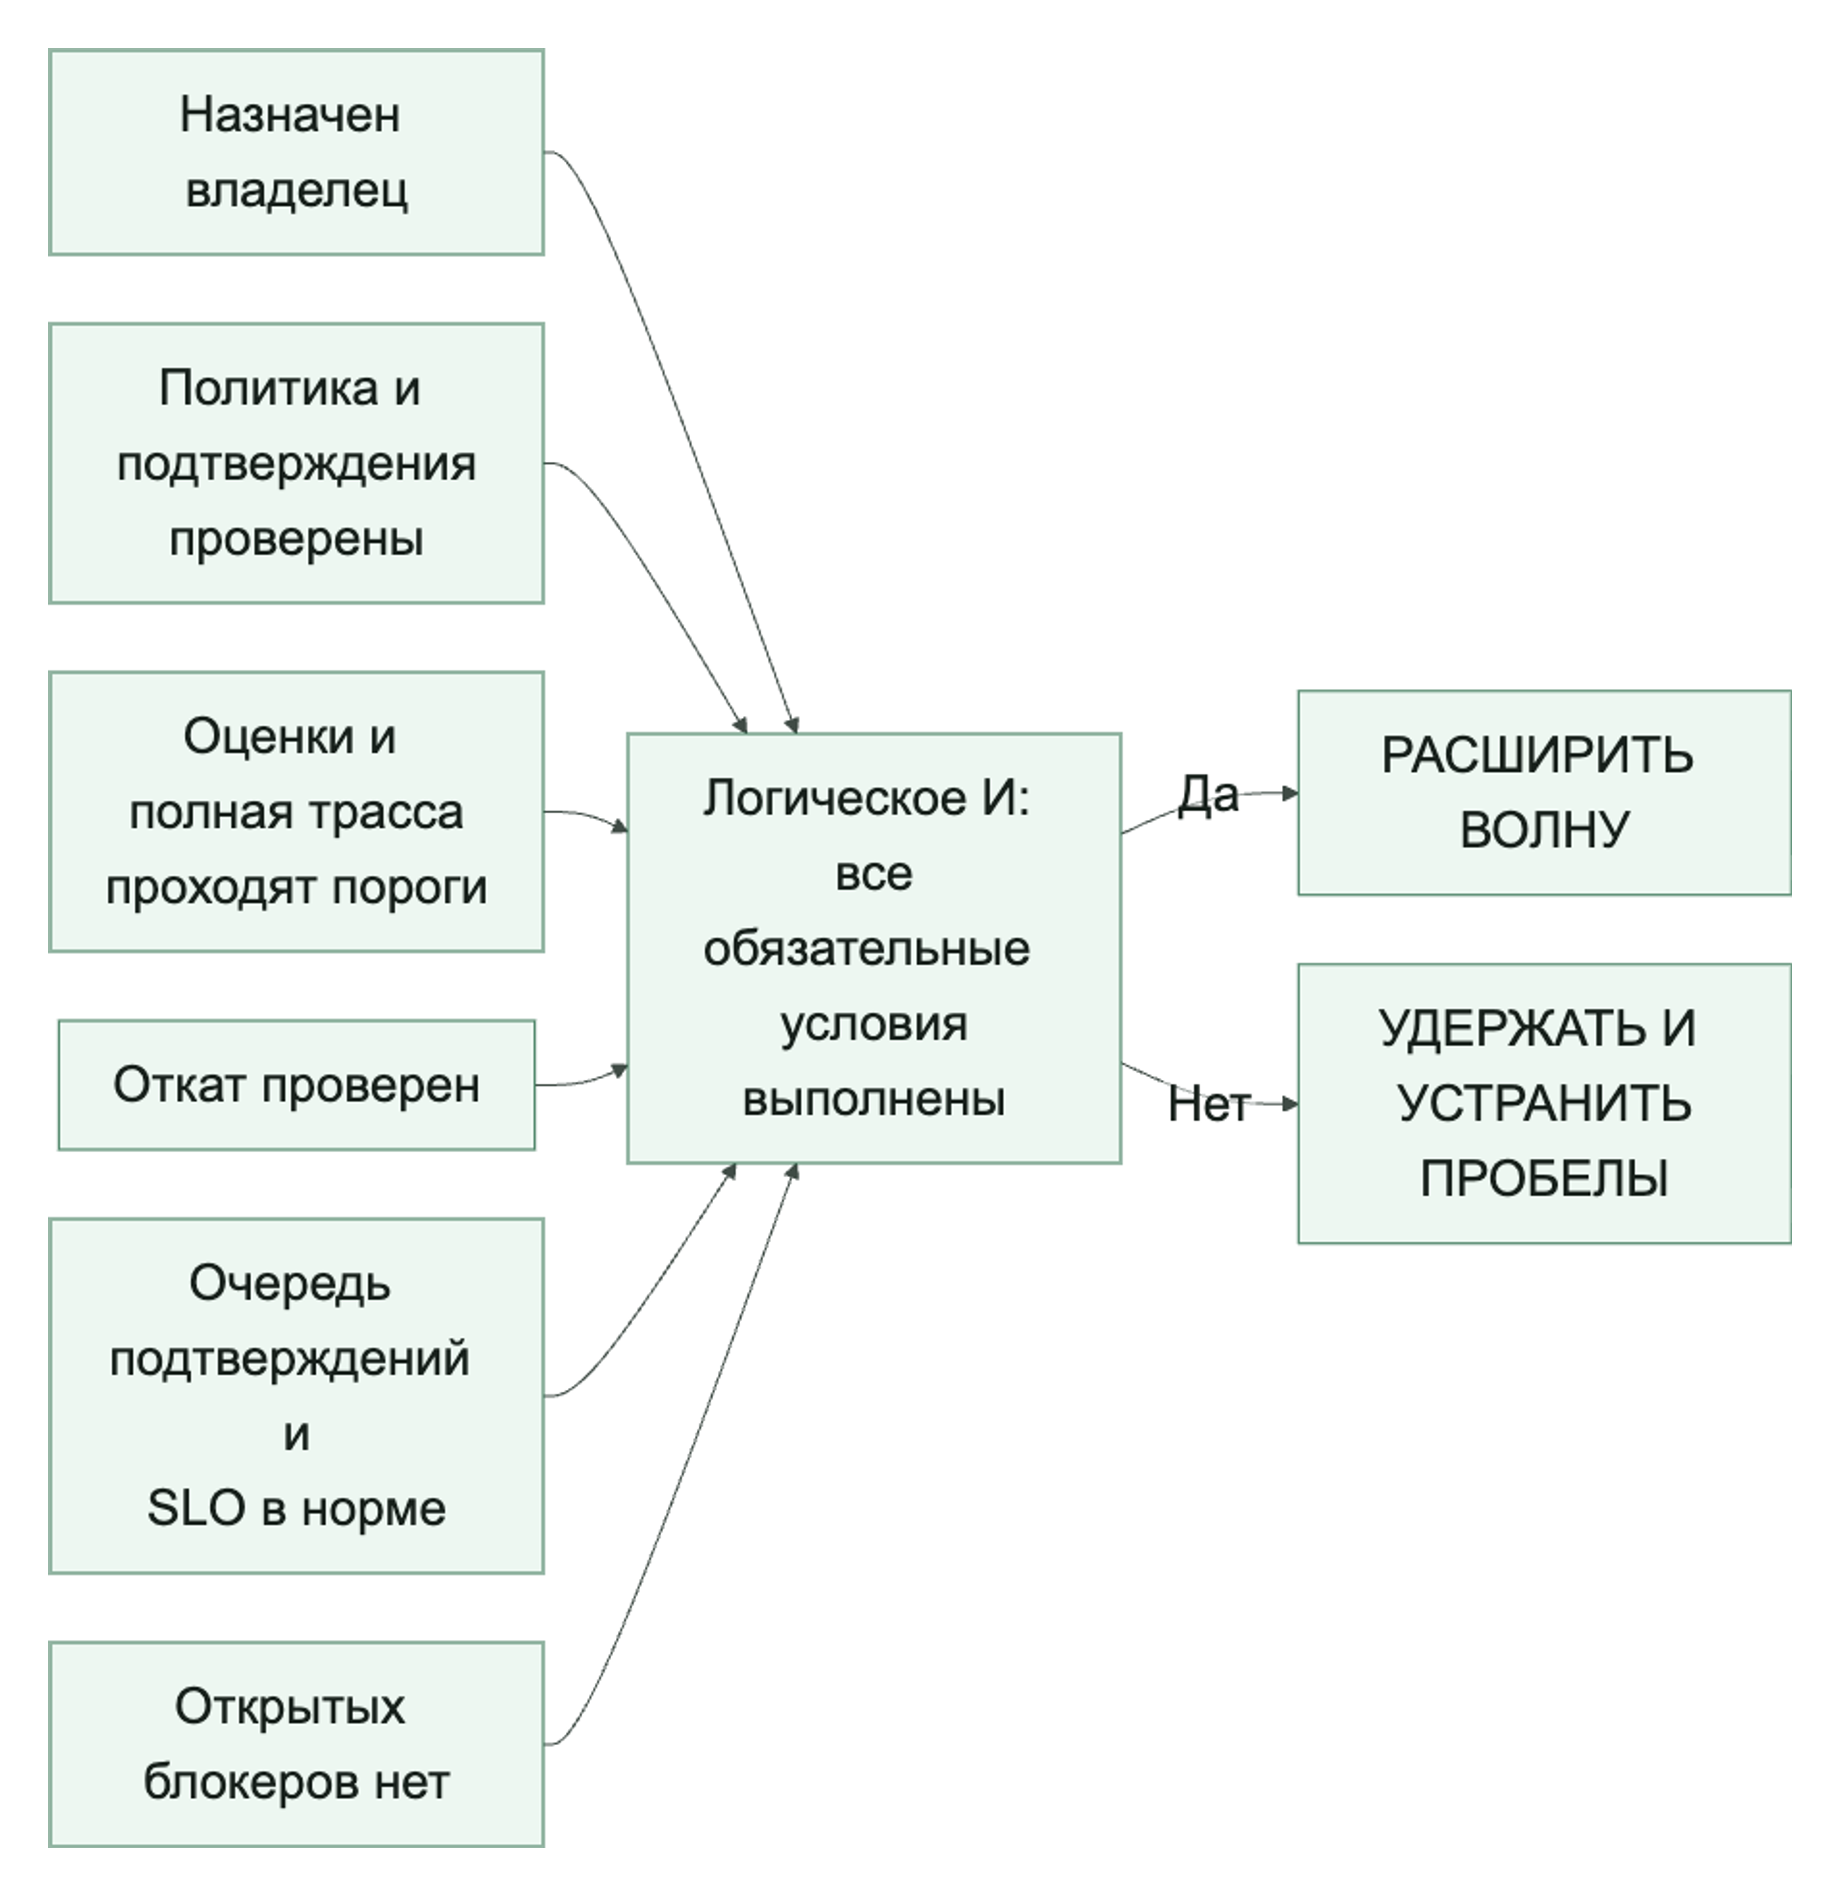 Назначен
владелец
Политика и
подтверждения
проверены
Оценки и
полная трасса
проходят пороги
Откат проверен
Очередь
подтверждений
и
SLO в норме
Открытых
блокеров нет
Логическое И:
все
обязательные
условия
выполнены
Да
Нет
РАСШИРИТЬ
ВОЛНУ
УДЕРЖАТЬ И
УСТРАНИТЬ
ПРОБЕЛЫ